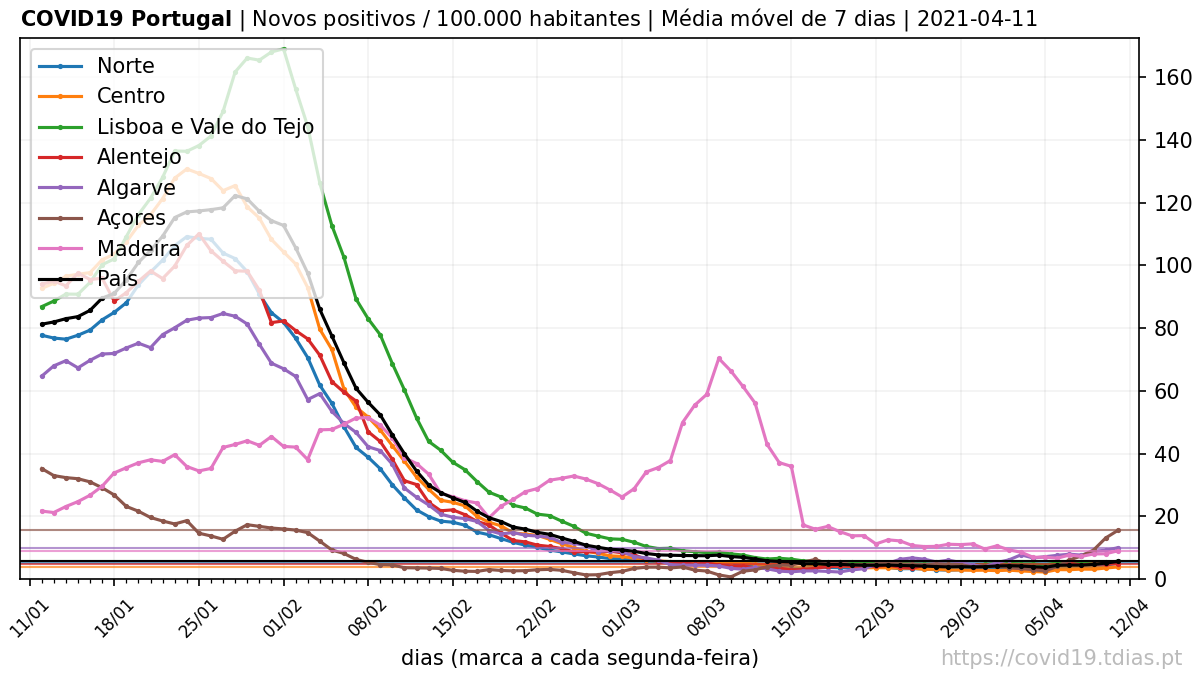 COVID19 Portugal | Novos positivos / 100.000 habitantes | Média móvel de 7 dias | 2021-04-11
Norte
Centro
Lisboa e Vale do Tejo
Alentejo
Algarve
Açores
Madeira
País
160
140
120
100
80
60
40
20
0
11/01 18/01 25/01 01/02 08/02 15/02 22/02 01/03 08/03 15/03 22/03 29/03 05/04 12/04
dias (marca a cada segunda-feira)
https://covid19.tdias.pt